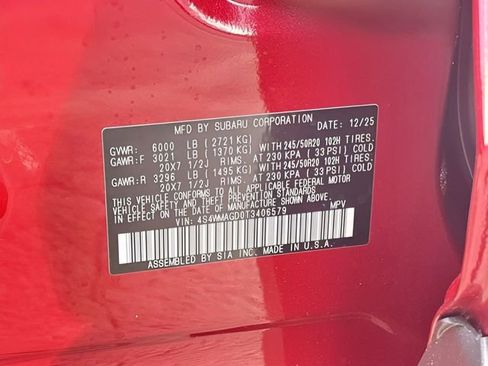 MFD BY SUBARU CORPORATION DATE: 12/25
GVWR: 6000 LB ( 2721 KG)
GAWR:F 3021 LB ( 1370 KG) WITH 245/50R20 102H TIRES,
20X7 1/2J RIMS, AT 230 KPA ( 33 PSI) COLD
GAWR:R 3296 LB ( 1495 KG) WITH 245/50R20 102H TIRES,
20X7 1/2J RIMS, AT 230 KPA ( 33 PSI) COLD
THIS VEHICLE CONFORMS TO ALL APPLICABLE FEDERAL MOTOR
VEHICLE SAFETY AND THEFT PREVENTION STANDARDS IN EFFECT
ON THE DATE OF MANUFACTURE SHOWN ABOVE.
VIN: 4S4WMAGD0T3406579 MPV
ASSEMBLED BY SIA INC. MADE IN U.S.A.